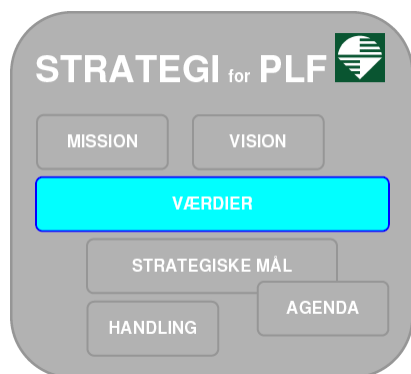 STRATEGI for PLF
MISSION
VISION
VÆRDIER
STRATEGISKE MÅL
AGENDA
HANDLING